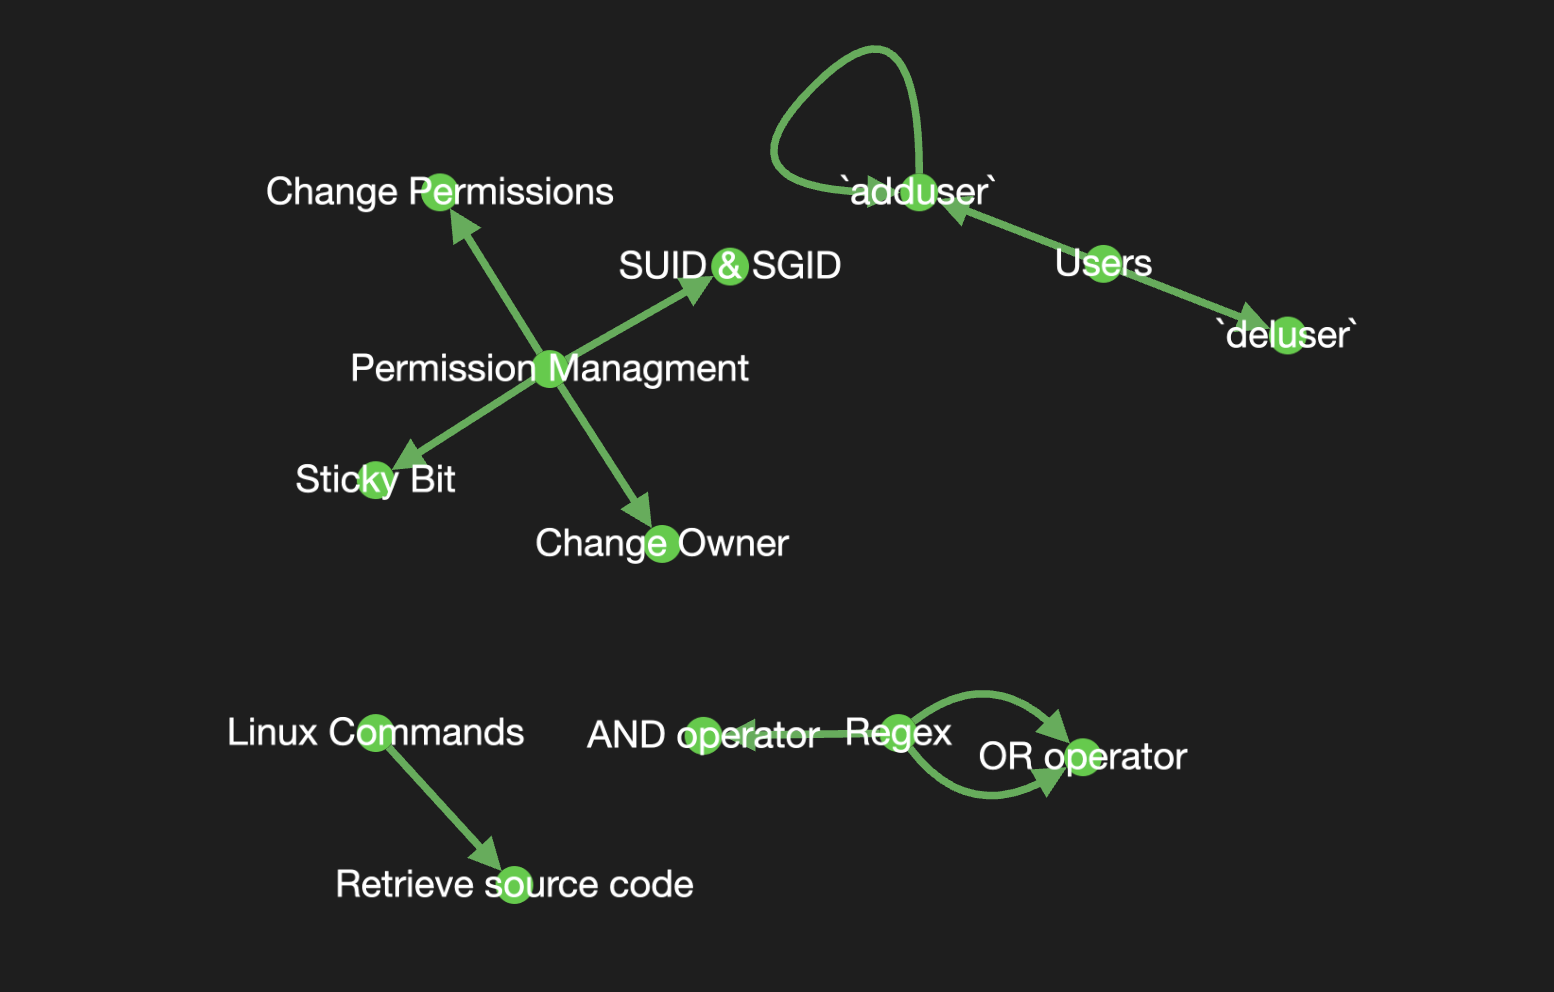 Change Permissions
`adduser`
SUID & SGID
Users
`deluser`
Permission Managment
Sticky Bit
Change Owner
Linux Commands
AND operator
Regex
OR operator
Retrieve source code